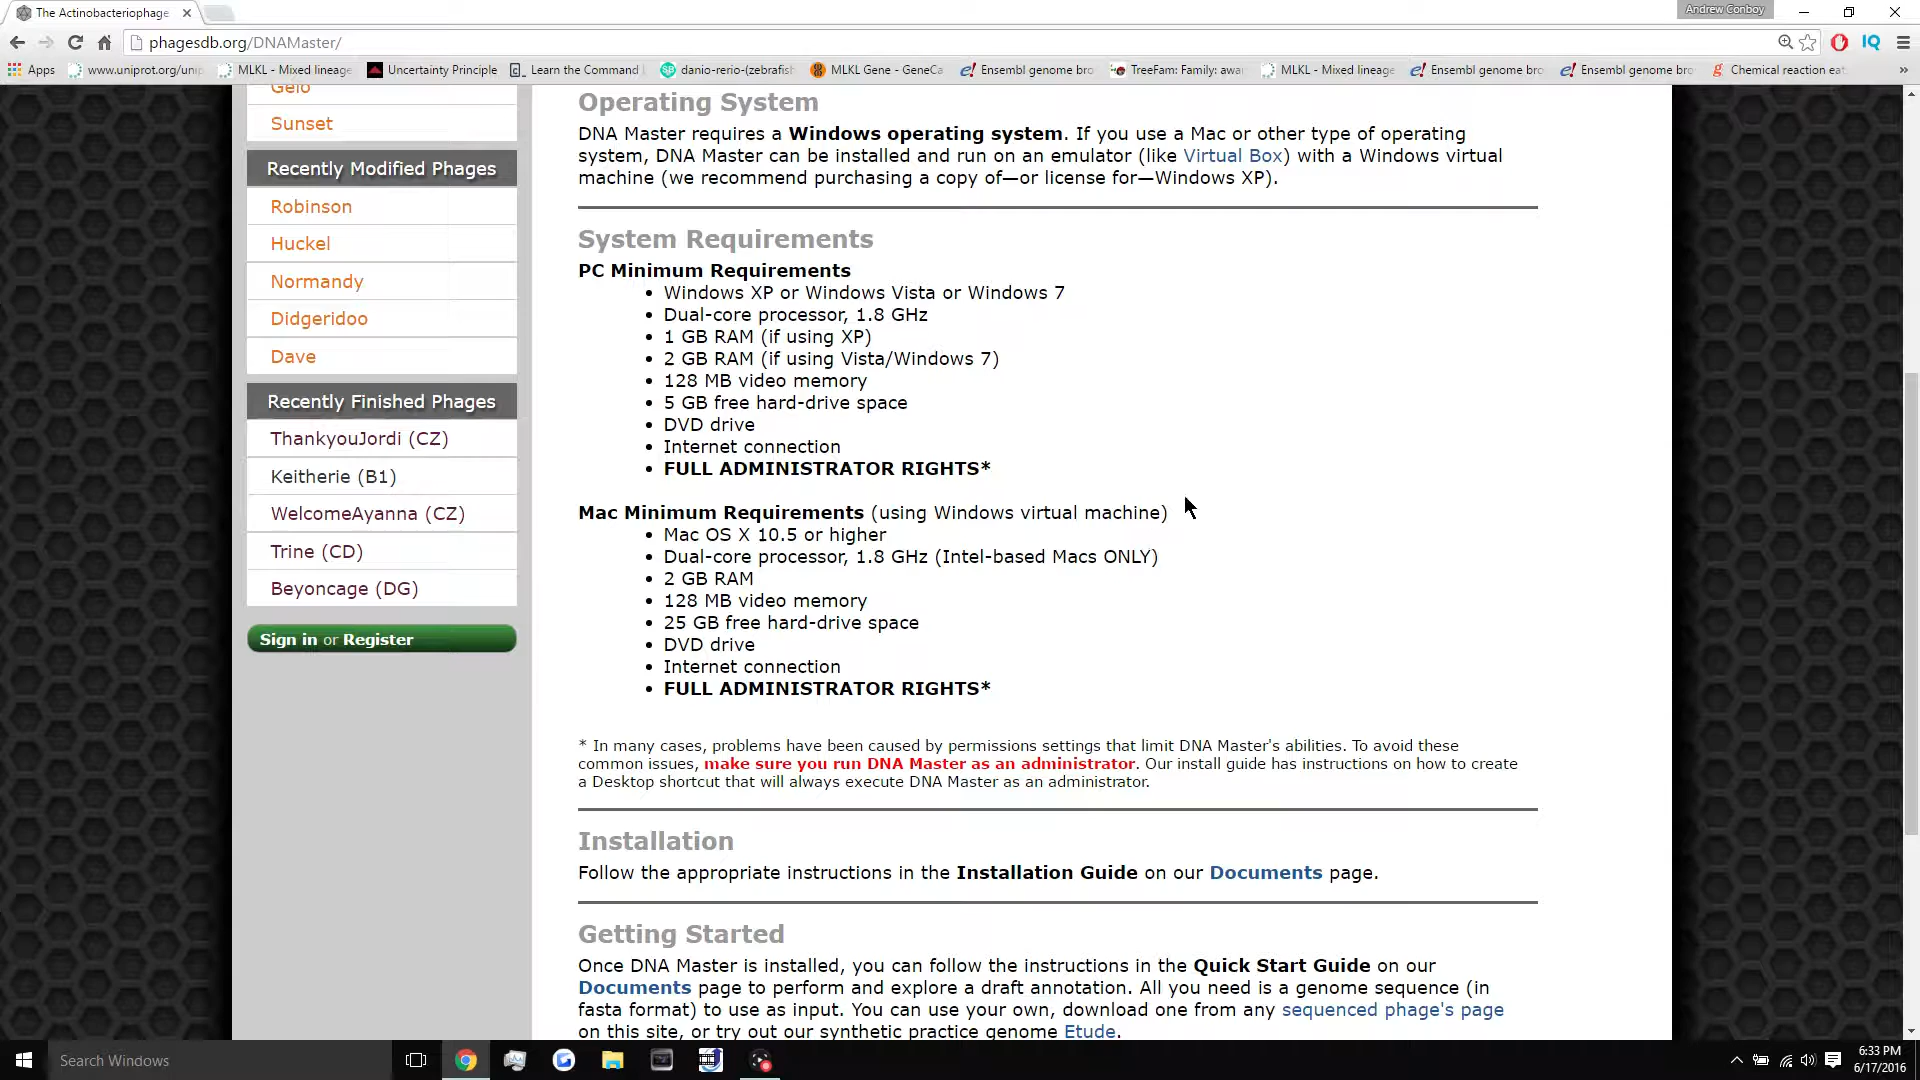 The Actinobacteriophage
Andrew Conboy
phagesdb.org/DNAMaster/
Apps
www.uniprot.org/unip
MLKL - Mixed lineage
Uncertainty Principle
Learn the Command
danio-rerio-(zebrafish
MLKL Gene - GeneCa
Ensembl genome bro
TreeFam: Family: awa
MLKL - Mixed lineage
Ensembl genome bro
Ensembl genome bro
Chemical reaction eat
»
Gelo
Sunset
Recently Modified Phages
Robinson
Huckel
Normandy
Didgeridoo
Dave
Recently Finished Phages
ThankyouJordi (CZ)
Keitherie (B1)
WelcomeAyanna (CZ)
Trine (CD)
Beyoncage (DG)
Sign in or Register
Operating System
DNA Master requires a Windows operating system. If you use a Mac or other type of operating
system, DNA Master can be installed and run on an emulator (like Virtual Box) with a Windows virtual
machine (we recommend purchasing a copy of—or license for—Windows XP).
System Requirements
PC Minimum Requirements
• Windows XP or Windows Vista or Windows 7
• Dual-core processor, 1.8 GHz
• 1 GB RAM (if using XP)
• 2 GB RAM (if using Vista/Windows 7)
• 128 MB video memory
• 5 GB free hard-drive space
• DVD drive
• Internet connection
• FULL ADMINISTRATOR RIGHTS*
Mac Minimum Requirements (using Windows virtual machine)
• Mac OS X 10.5 or higher
• Dual-core processor, 1.8 GHz (Intel-based Macs ONLY)
• 2 GB RAM
• 128 MB video memory
• 25 GB free hard-drive space
• DVD drive
• Internet connection
• FULL ADMINISTRATOR RIGHTS*
* In many cases, problems have been caused by permissions settings that limit DNA Master's abilities. To avoid these
common issues, make sure you run DNA Master as an administrator. Our install guide has instructions on how to create
a Desktop shortcut that will always execute DNA Master as an administrator.
Installation
Follow the appropriate instructions in the Installation Guide on our Documents page.
Getting Started
Once DNA Master is installed, you can follow the instructions in the Quick Start Guide on our
Documents page to perform and explore a draft annotation. All you need is a genome sequence (in
fasta format) to use as input. You can use your own, download one from any sequenced phage's page
on this site, or try out our synthetic practice genome Etude.
Search Windows
6:33 PM
6/17/2016